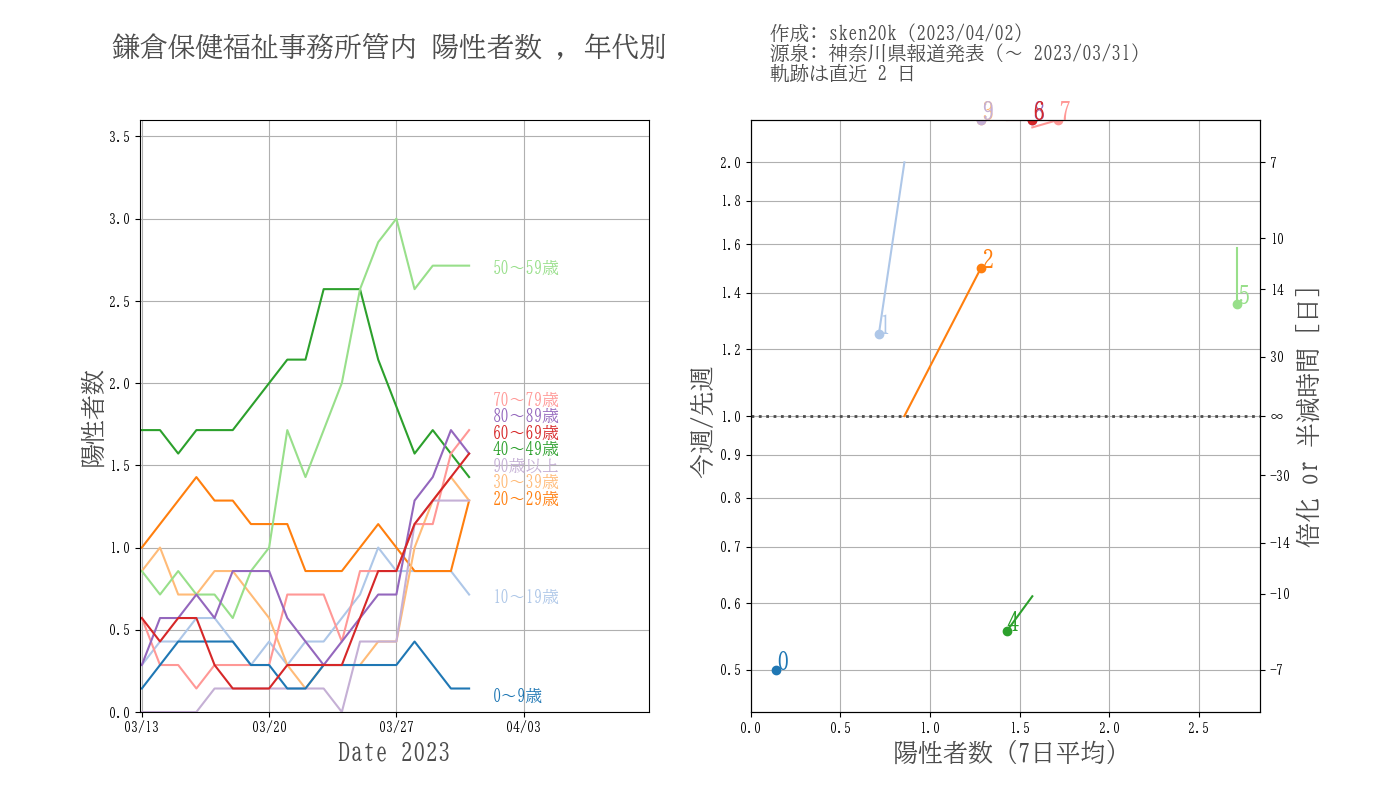 鎌倉保健福祉事務所管内 陽性者数 , 年代別
作成: sken20k (2023/04/02)
源泉: 神奈川県報道発表 (〜 2023/03/31)
軌跡は直近 2 日
陽性者数
3.5
3.0
2.5
2.0
1.5
1.0
0.5
0.0
03/13
03/20
03/27
04/03
Date 2023
50〜59歳
70〜79歳
80〜89歳
60〜69歳
40〜49歳
90歳以上
30〜39歳
20〜29歳
10〜19歳
0〜9歳
今週/先週
2.0
1.8
1.6
1.4
1.2
1.0
0.9
0.8
0.7
0.6
0.5
9
6
7
2
1
5
4
0
0.0
0.5
1.0
1.5
2.0
2.5
陽性者数 (7日平均)
7
10
14
30
∞
-30
-14
-10
-7
倍化 or 半減時間 [日]